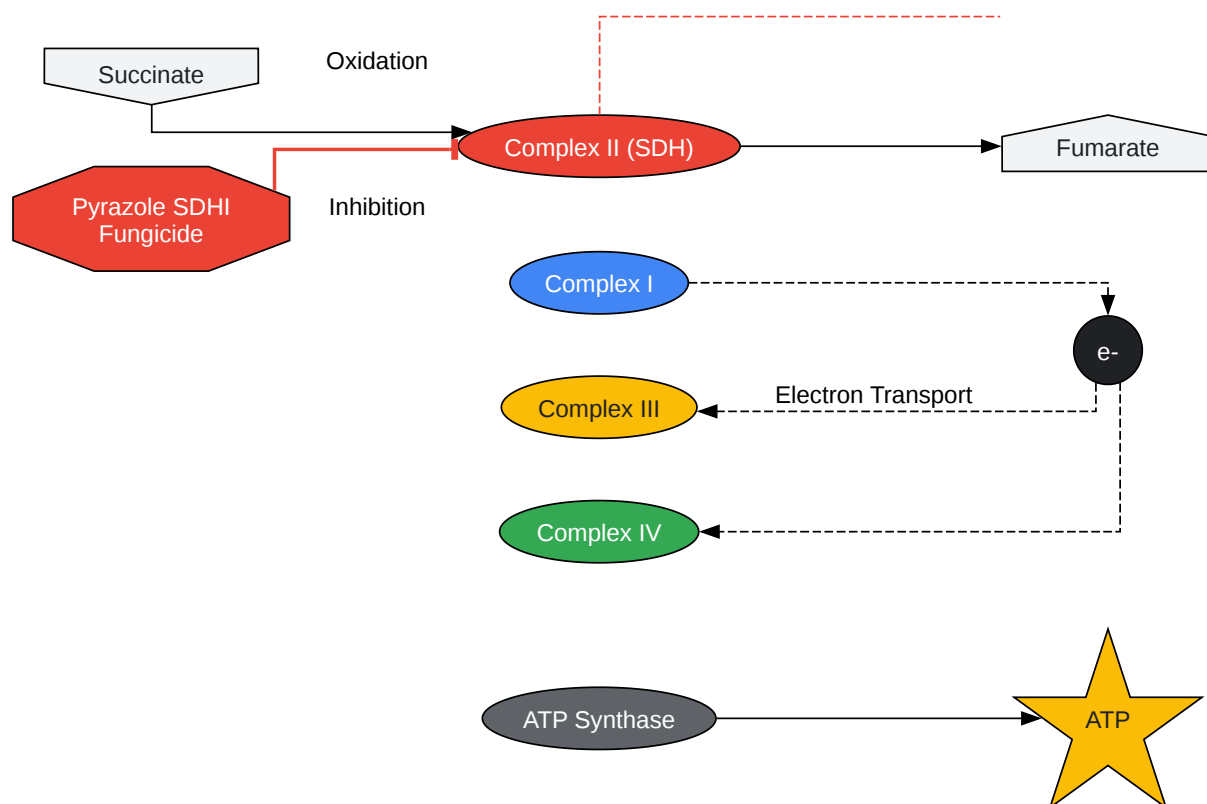 Oxidation
Succinate
Complex II (SDH)
Fumarate
Pyrazole SDHI
Fungicide
Inhibition
Complex I
e-
Electron Transport
Complex III
Complex IV
ATP Synthase
ATP